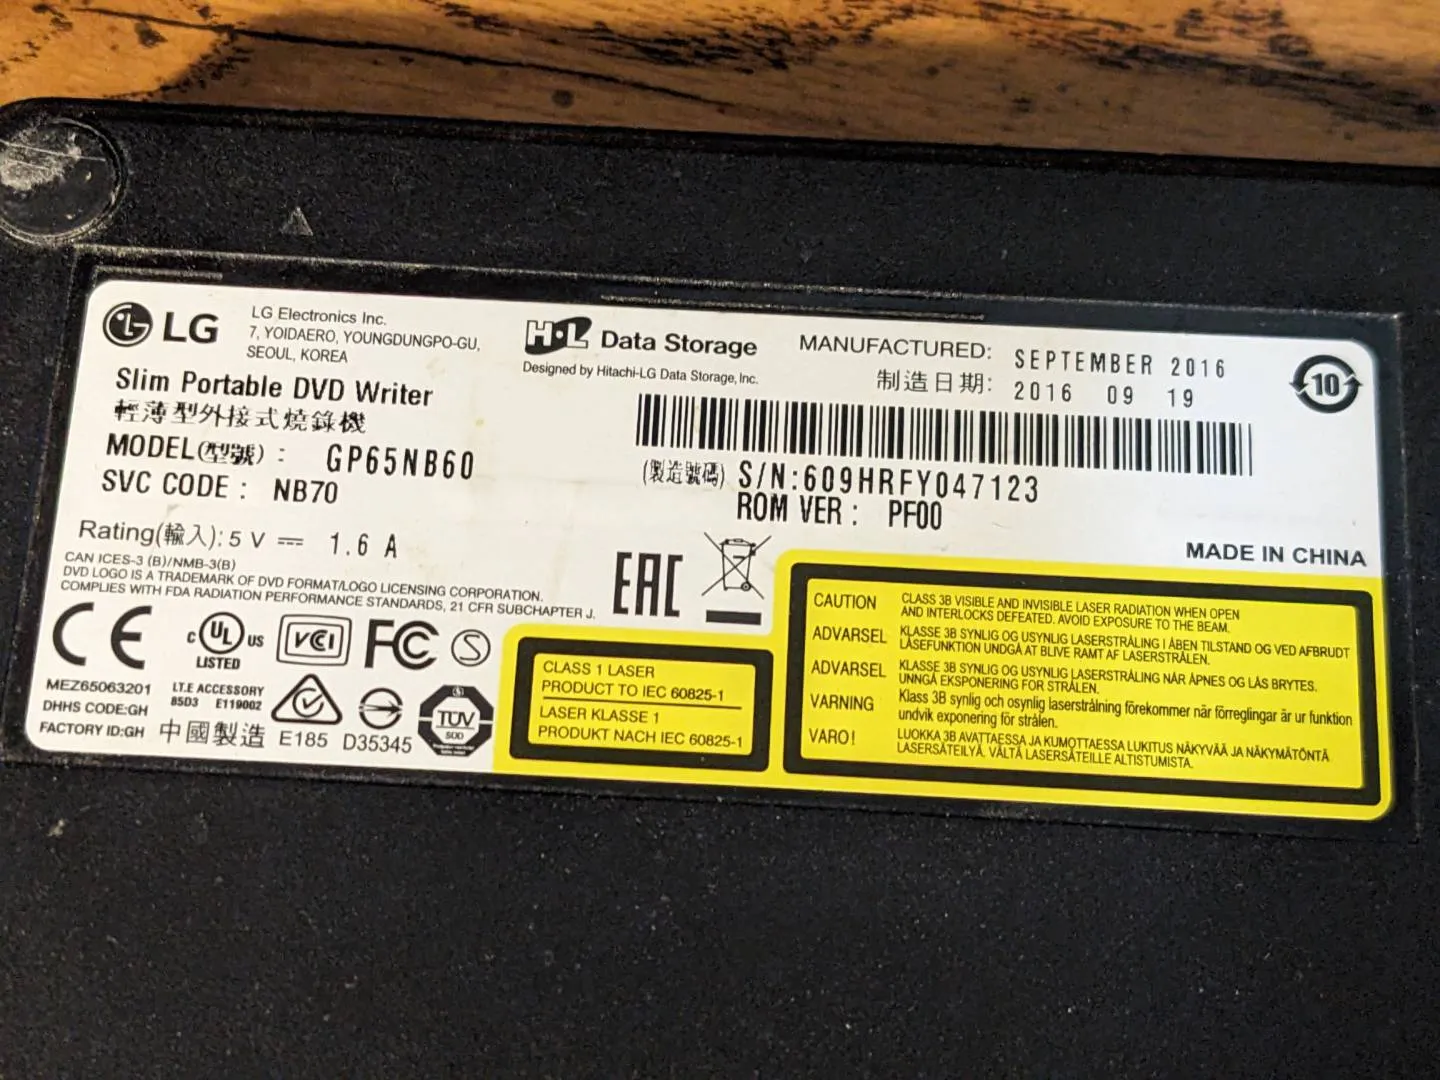 LG
LG Electronics Inc.
7, YOIDAERO, YOUNGDUNGPO-GU,
SEOUL, KOREA
H·L Data Storage
Designed by Hitachi-LG Data Storage, Inc.
MANUFACTURED: SEPTEMBER 2016
制造日期: 2016 09 19
10
Slim Portable DVD Writer
輕薄型外接式燒錄機
MODEL(型號) : GP65NB60
SVC CODE : NB70
(製造號碼) S/N:609HRFY047123
ROM VER : PF00
Rating(輸入): 5 V 1.6 A
MADE IN CHINA
CAN ICES-3 (B)/NMB-3(B)
DVD LOGO IS A TRADEMARK OF DVD FORMAT/LOGO LICENSING CORPORATION.
COMPLIES WITH FDA RADIATION PERFORMANCE STANDARDS, 21 CFR SUBCHAPTER J.
EAC
CE
c UL us
LISTED
VCI
FC
S
MEZ65063201
DHHS CODE:GH
FACTORY ID:GH
I.T.E ACCESSORY
85D3 E119002
中國製造
E185
D35345
TUV
CLASS 1 LASER
PRODUCT TO IEC 60825-1
LASER KLASSE 1
PRODUKT NACH IEC 60825-1
CAUTION CLASS 3B VISIBLE AND INVISIBLE LASER RADIATION WHEN OPEN
AND INTERLOCKS DEFEATED. AVOID EXPOSURE TO THE BEAM.
ADVARSEL KLASSE 3B SYNLIG OG USYNLIG LASERSTRÅLING I ÅBEN TILSTAND OG VED AFBRUDT
LÅSEFUNKTION UNDGÅ AT BLIVE RAMT AF LASERSTRÅLEN.
ADVARSEL KLASSE 3B SYNLIG OG USYNLIG LASERSTRÅLING NÅR ÅPNES OG LÅS BRYTES.
UNNGÅ EKSPONERING FOR STRÅLEN.
VARNING Klass 3B synlig och osynlig laserstrålning förekommer när förreglingar är ur funktion
undvik exponering för strålen.
VARO! LUOKKA 3B AVATTAESSA JA KUMOTTAESSA LUKITUS NÄKYVÄÄ JA NÄKYMÄTÖNTÄ
LASERSÄTEILYÄ. VÄLTÄ LASERSÄTEILLE ALTISTUMISTA.